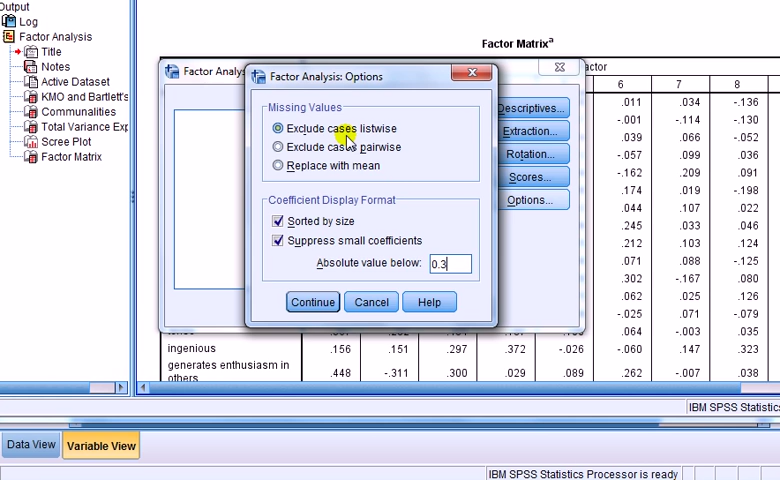 Output
Log
Factor Analysis
Title
Notes
Active Dataset
KMO and Bartlett's
Communalities
Total Variance Exp
Scree Plot
Factor Matrix
Factor Matrixa
actor
6 7 8
.011 .034 -.136
-.001 -.114 -.130
.039 .066 -.052
-.057 .099 .036
-.162 .209 .091
.174 .019 -.198
.044 .107 .022
.245 .033 .046
.212 .103 .124
.071 .088 -.125
.302 -.167 .080
.062 .025 .126
-.025 .071 -.079
.064 -.003 .035
ingenious .156 .151 .297 .372 -.026 -.060 .147 .323
generates enthusiasm in
others .448 -.311 .300 .029 .089 .262 -.007 .038
Factor Analys
Descriptives...
Extraction...
Rotation...
Scores...
Options...
Factor Analysis: Options
Missing Values
Exclude cases listwise
Exclude cases pairwise
Replace with mean
Coefficient Display Format
Sorted by size
Suppress small coefficients
Absolute value below: 0.3
Continue Cancel Help
IBM SPSS Statistics
Data View Variable View
IBM SPSS Statistics Processor is ready